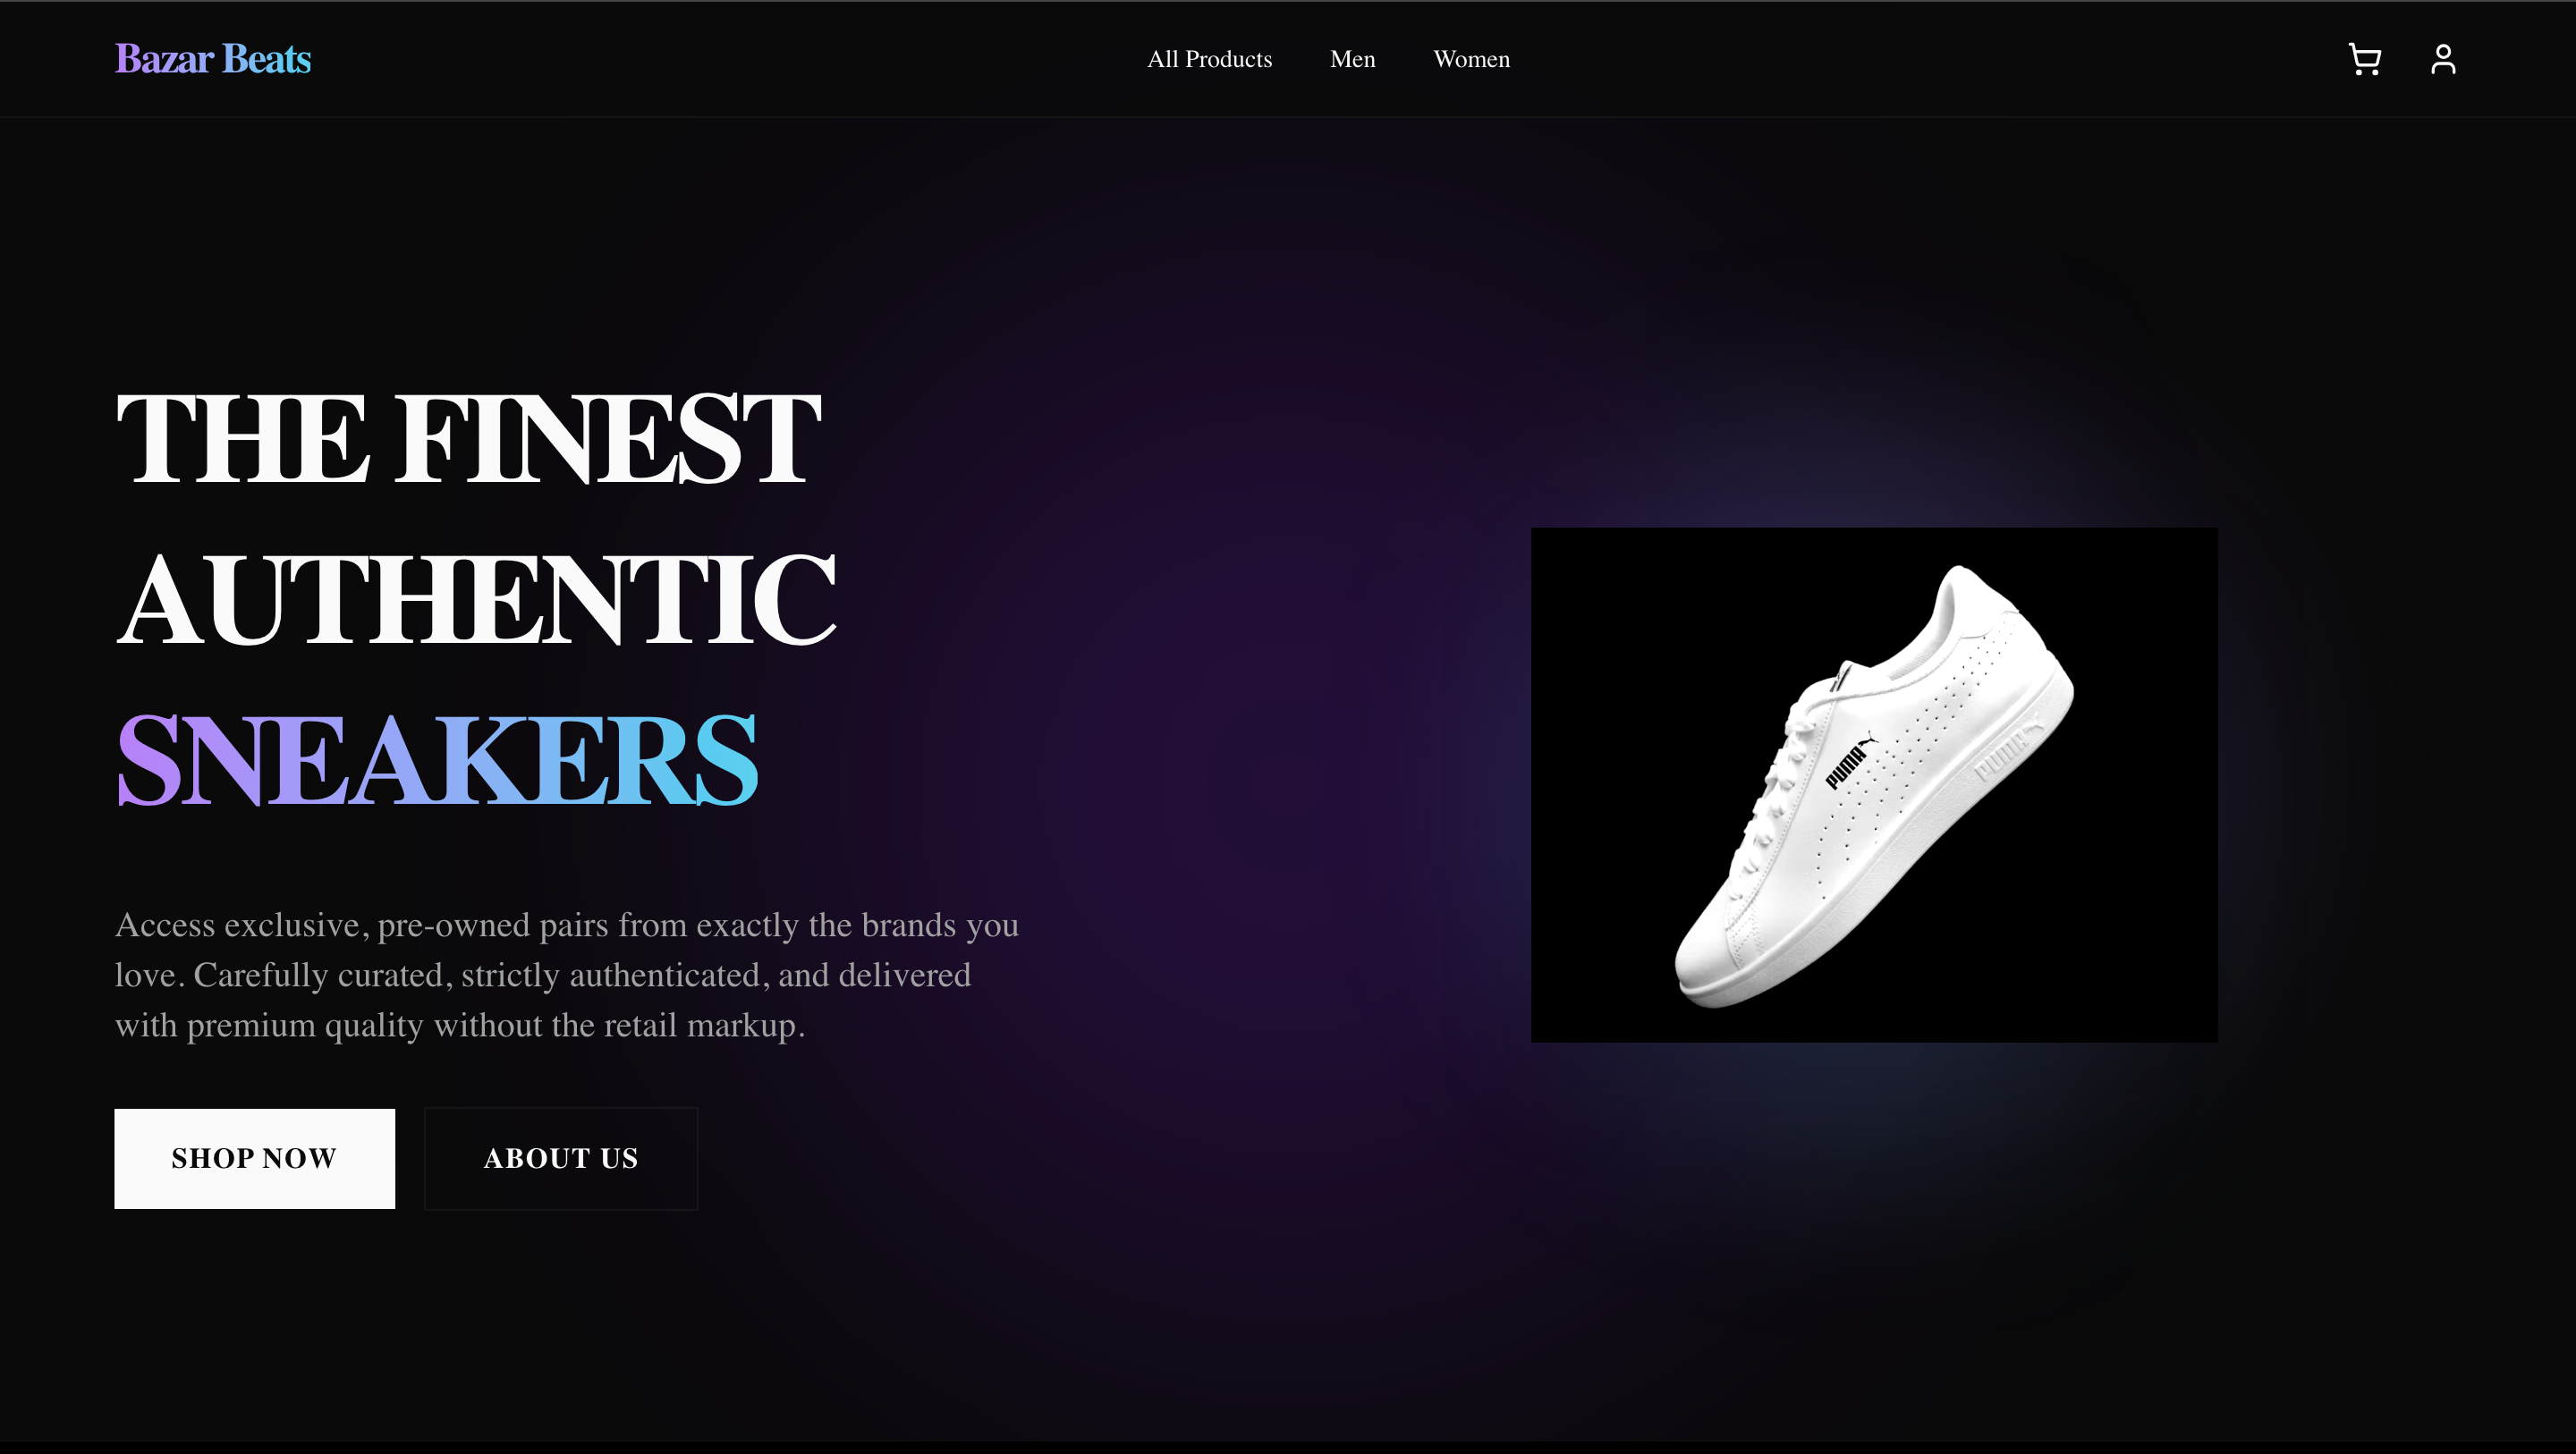 Bazar Beats
All Products
Men
Women
THE FINEST
AUTHENTIC
SNEAKERS
Access exclusive, pre-owned pairs from exactly the brands you
love. Carefully curated, strictly authenticated, and delivered
with premium quality without the retail markup.
SHOP NOW
ABOUT US
PUMA
PUMA